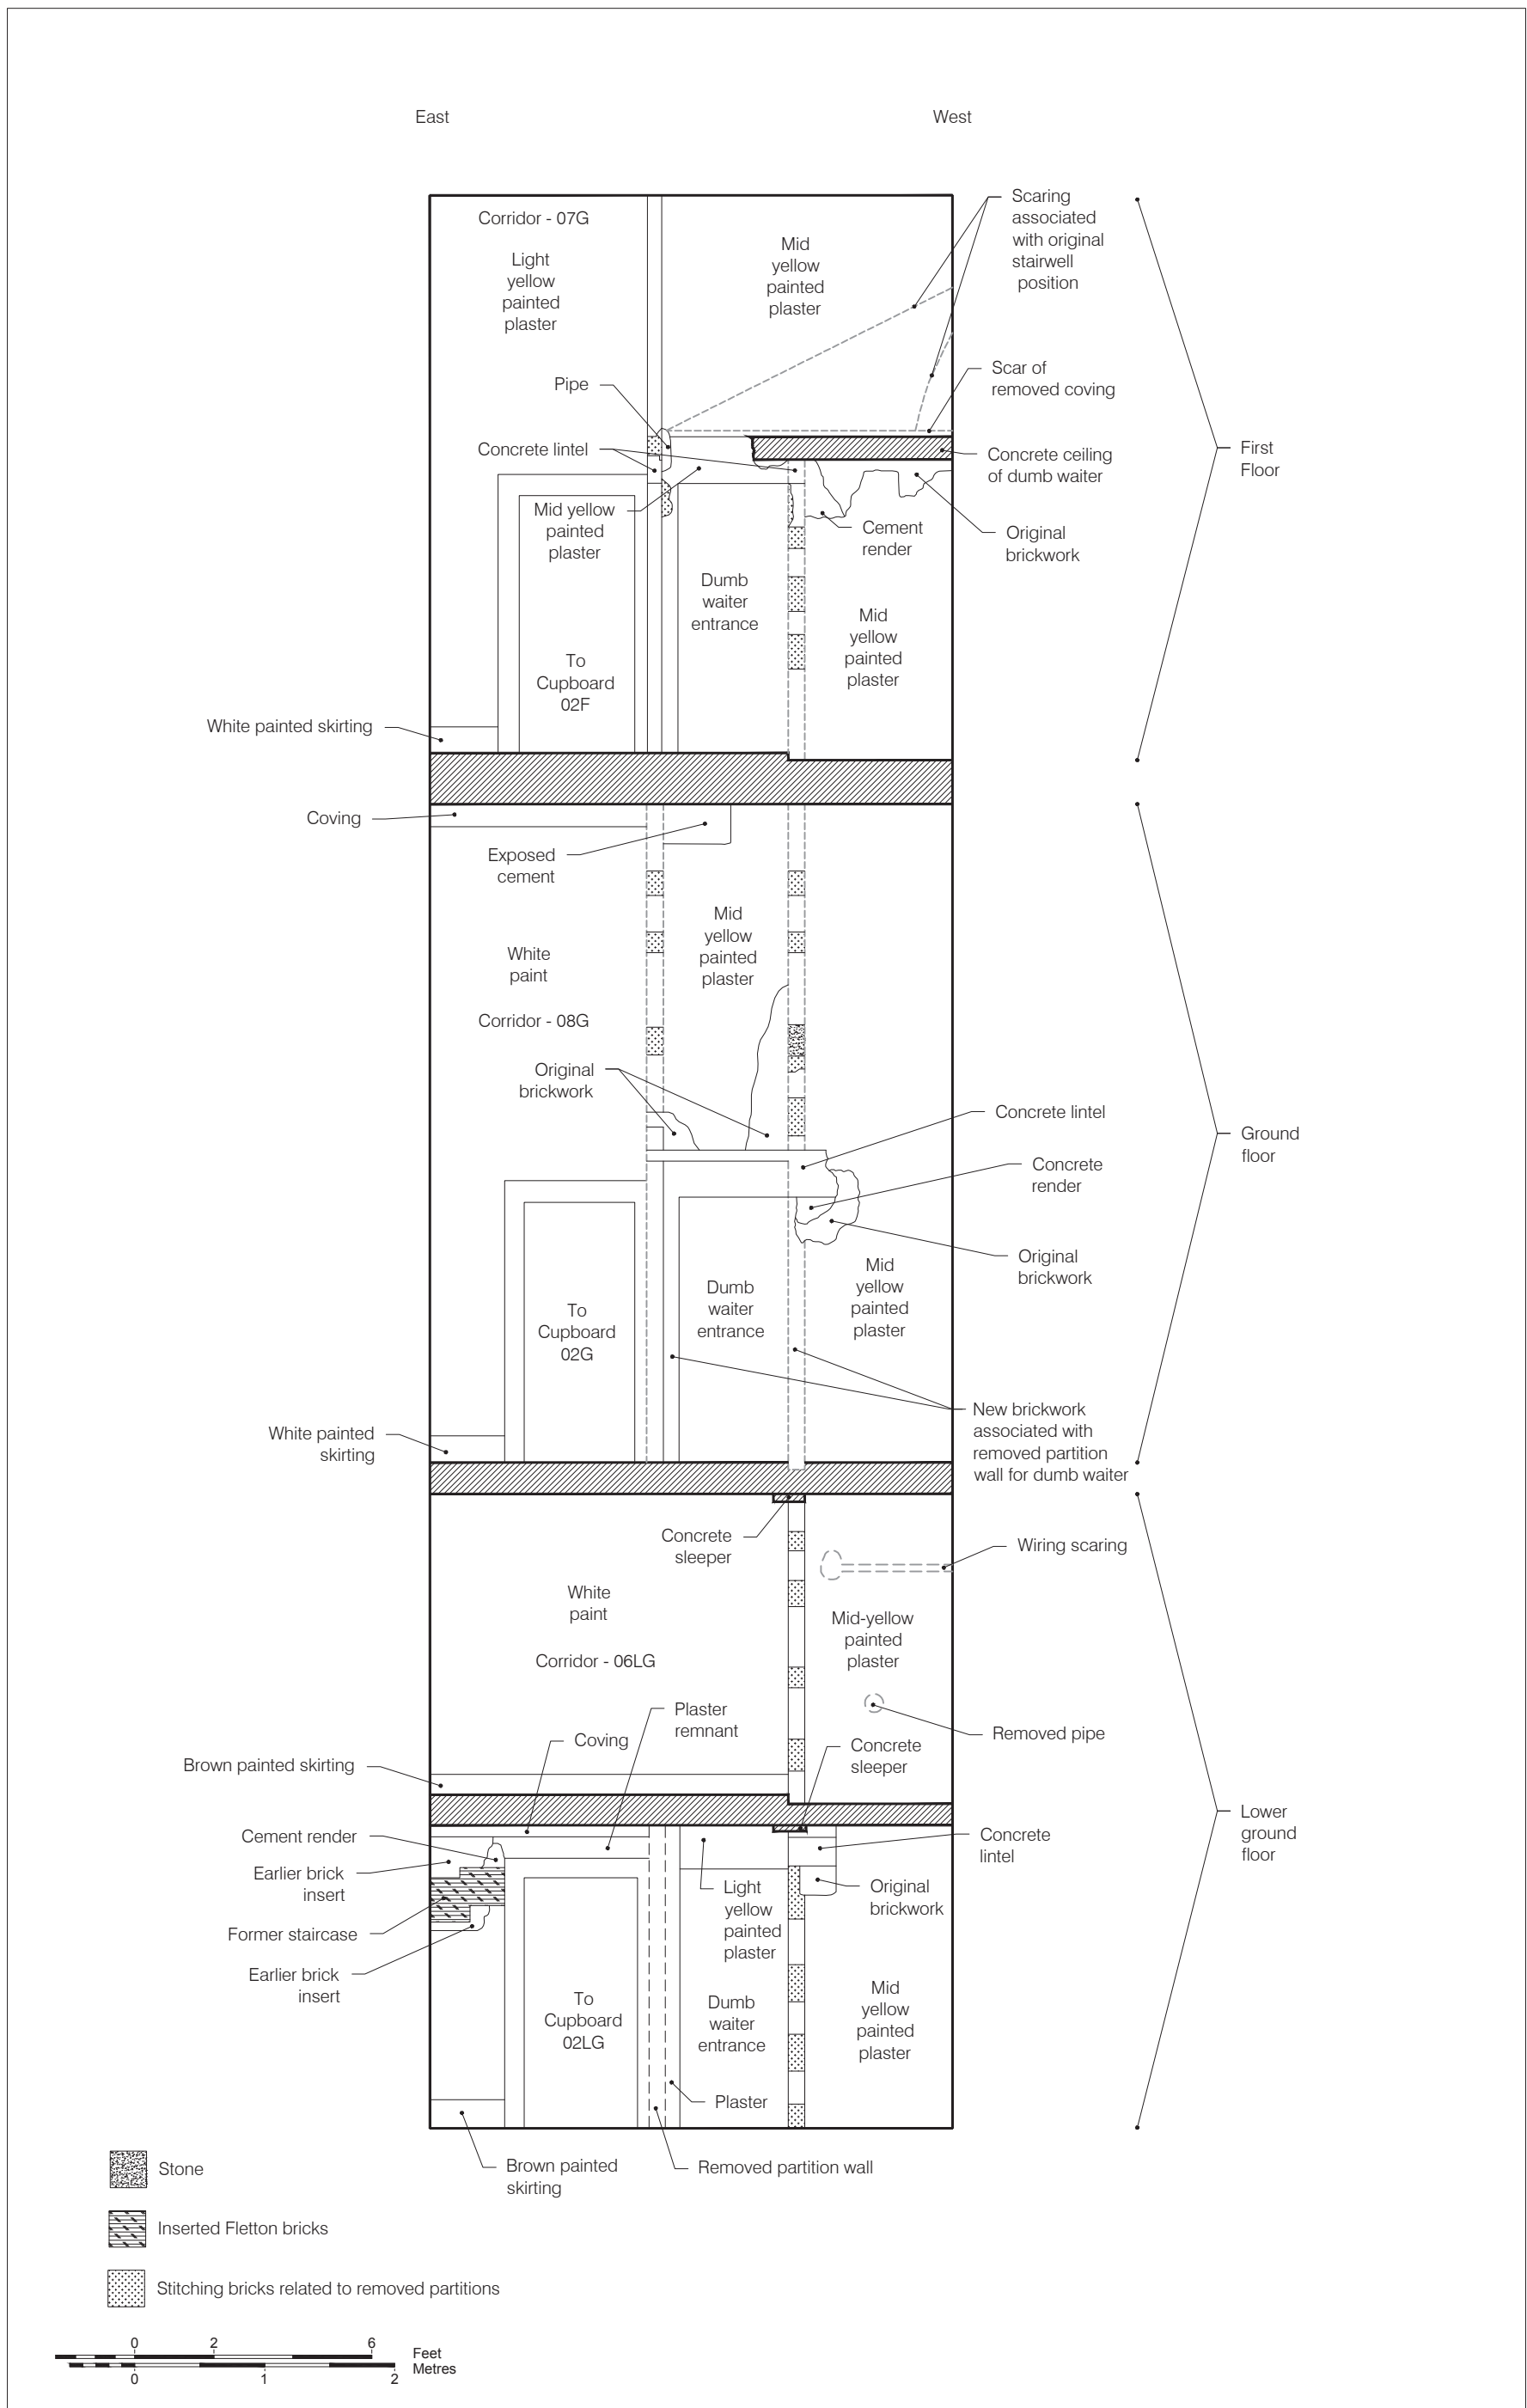 East
West
Corridor - 07G
Light
yellow
painted
plaster
Mid
yellow
painted
plaster
Scaring
associated
with original
stairwell
position
Pipe
Scar of
removed coving
Concrete lintel
Concrete ceiling
of dumb waiter
First
Floor
Mid yellow
painted
plaster
Cement
render
Original
brickwork
Dumb
waiter
entrance
Mid
yellow
painted
plaster
To
Cupboard
02F
White painted skirting
Coving
Exposed
cement
Mid
yellow
painted
plaster
White
paint
Corridor - 08G
Original
brickwork
Concrete lintel
Ground
floor
Concrete
render
Original
brickwork
Mid
yellow
painted
plaster
Dumb
waiter
entrance
To
Cupboard
02G
New brickwork
associated with
removed partition
wall for dumb waiter
White painted
skirting
Concrete
sleeper
Wiring scaring
White
paint
Mid-yellow
painted
plaster
Corridor - 06LG
Plaster
remnant
Removed pipe
Coving
Concrete
sleeper
Brown painted skirting
Lower
ground
floor
Cement render
Concrete
lintel
Earlier brick
insert
Light
yellow
painted
plaster
Original
brickwork
Former staircase
Earlier brick
insert
To
Cupboard
02LG
Dumb
waiter
entrance
Mid
yellow
painted
plaster
Plaster
Brown painted
skirting
Removed partition wall
Stone
Inserted Fletton bricks
Stitching bricks related to removed partitions
0 2 6 Feet
Metres
0 1 2